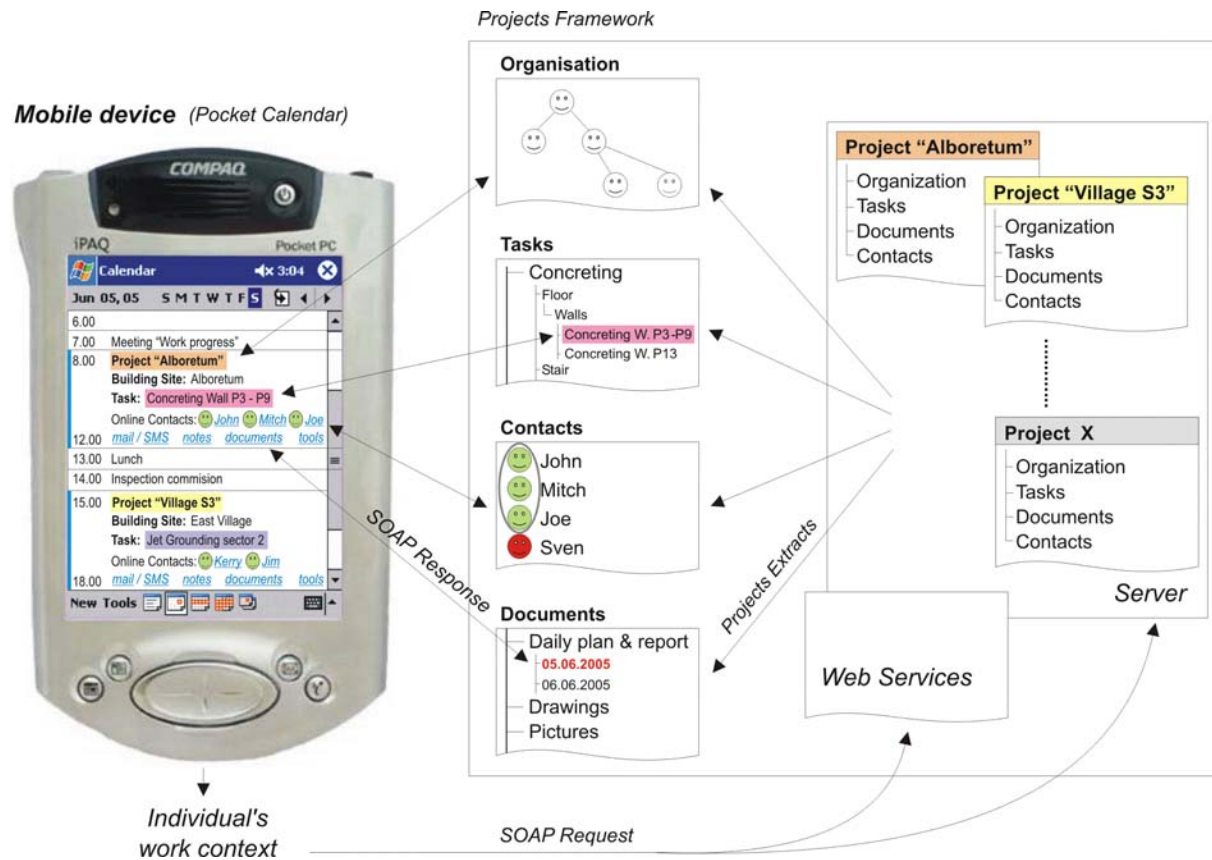 Projects Framework
Mobile device (Pocket Calendar)
COMPAQ
iPAQ Pocket PC
Calendar 3:04
Jun 05, 05 S M T W T F S
6.00
7.00 Meeting "Work progress"
8.00 Project "Alboretum"
Building Site: Alboretum
Task: Concreting Wall P3 - P9
Online Contacts: John Mitch Joe
12.00 mail / SMS notes documents tools
13.00 Lunch
14.00 Inspection commision
15.00 Project "Village S3"
Building Site: East Village
Task: Jet Grounding sector 2
Online Contacts: Kerry Jim
18.00 mail / SMS notes documents tools
New Tools
Individual's
work context
Organisation
Tasks
Concreting
Floor
Walls
Concreting W. P3-P9
Concreting W. P13
Stair
Contacts
John
Mitch
Joe
Sven
Documents
Daily plan & report
05.06.2005
06.06.2005
Drawings
Pictures
SOAP Response
Projects Extracts
SOAP Request
Project "Alboretum"
Organization
Tasks
Documents
Contacts
Project "Village S3"
Organization
Tasks
Documents
Contacts
Project X
Organization
Tasks
Documents
Contacts
Server
Web Services